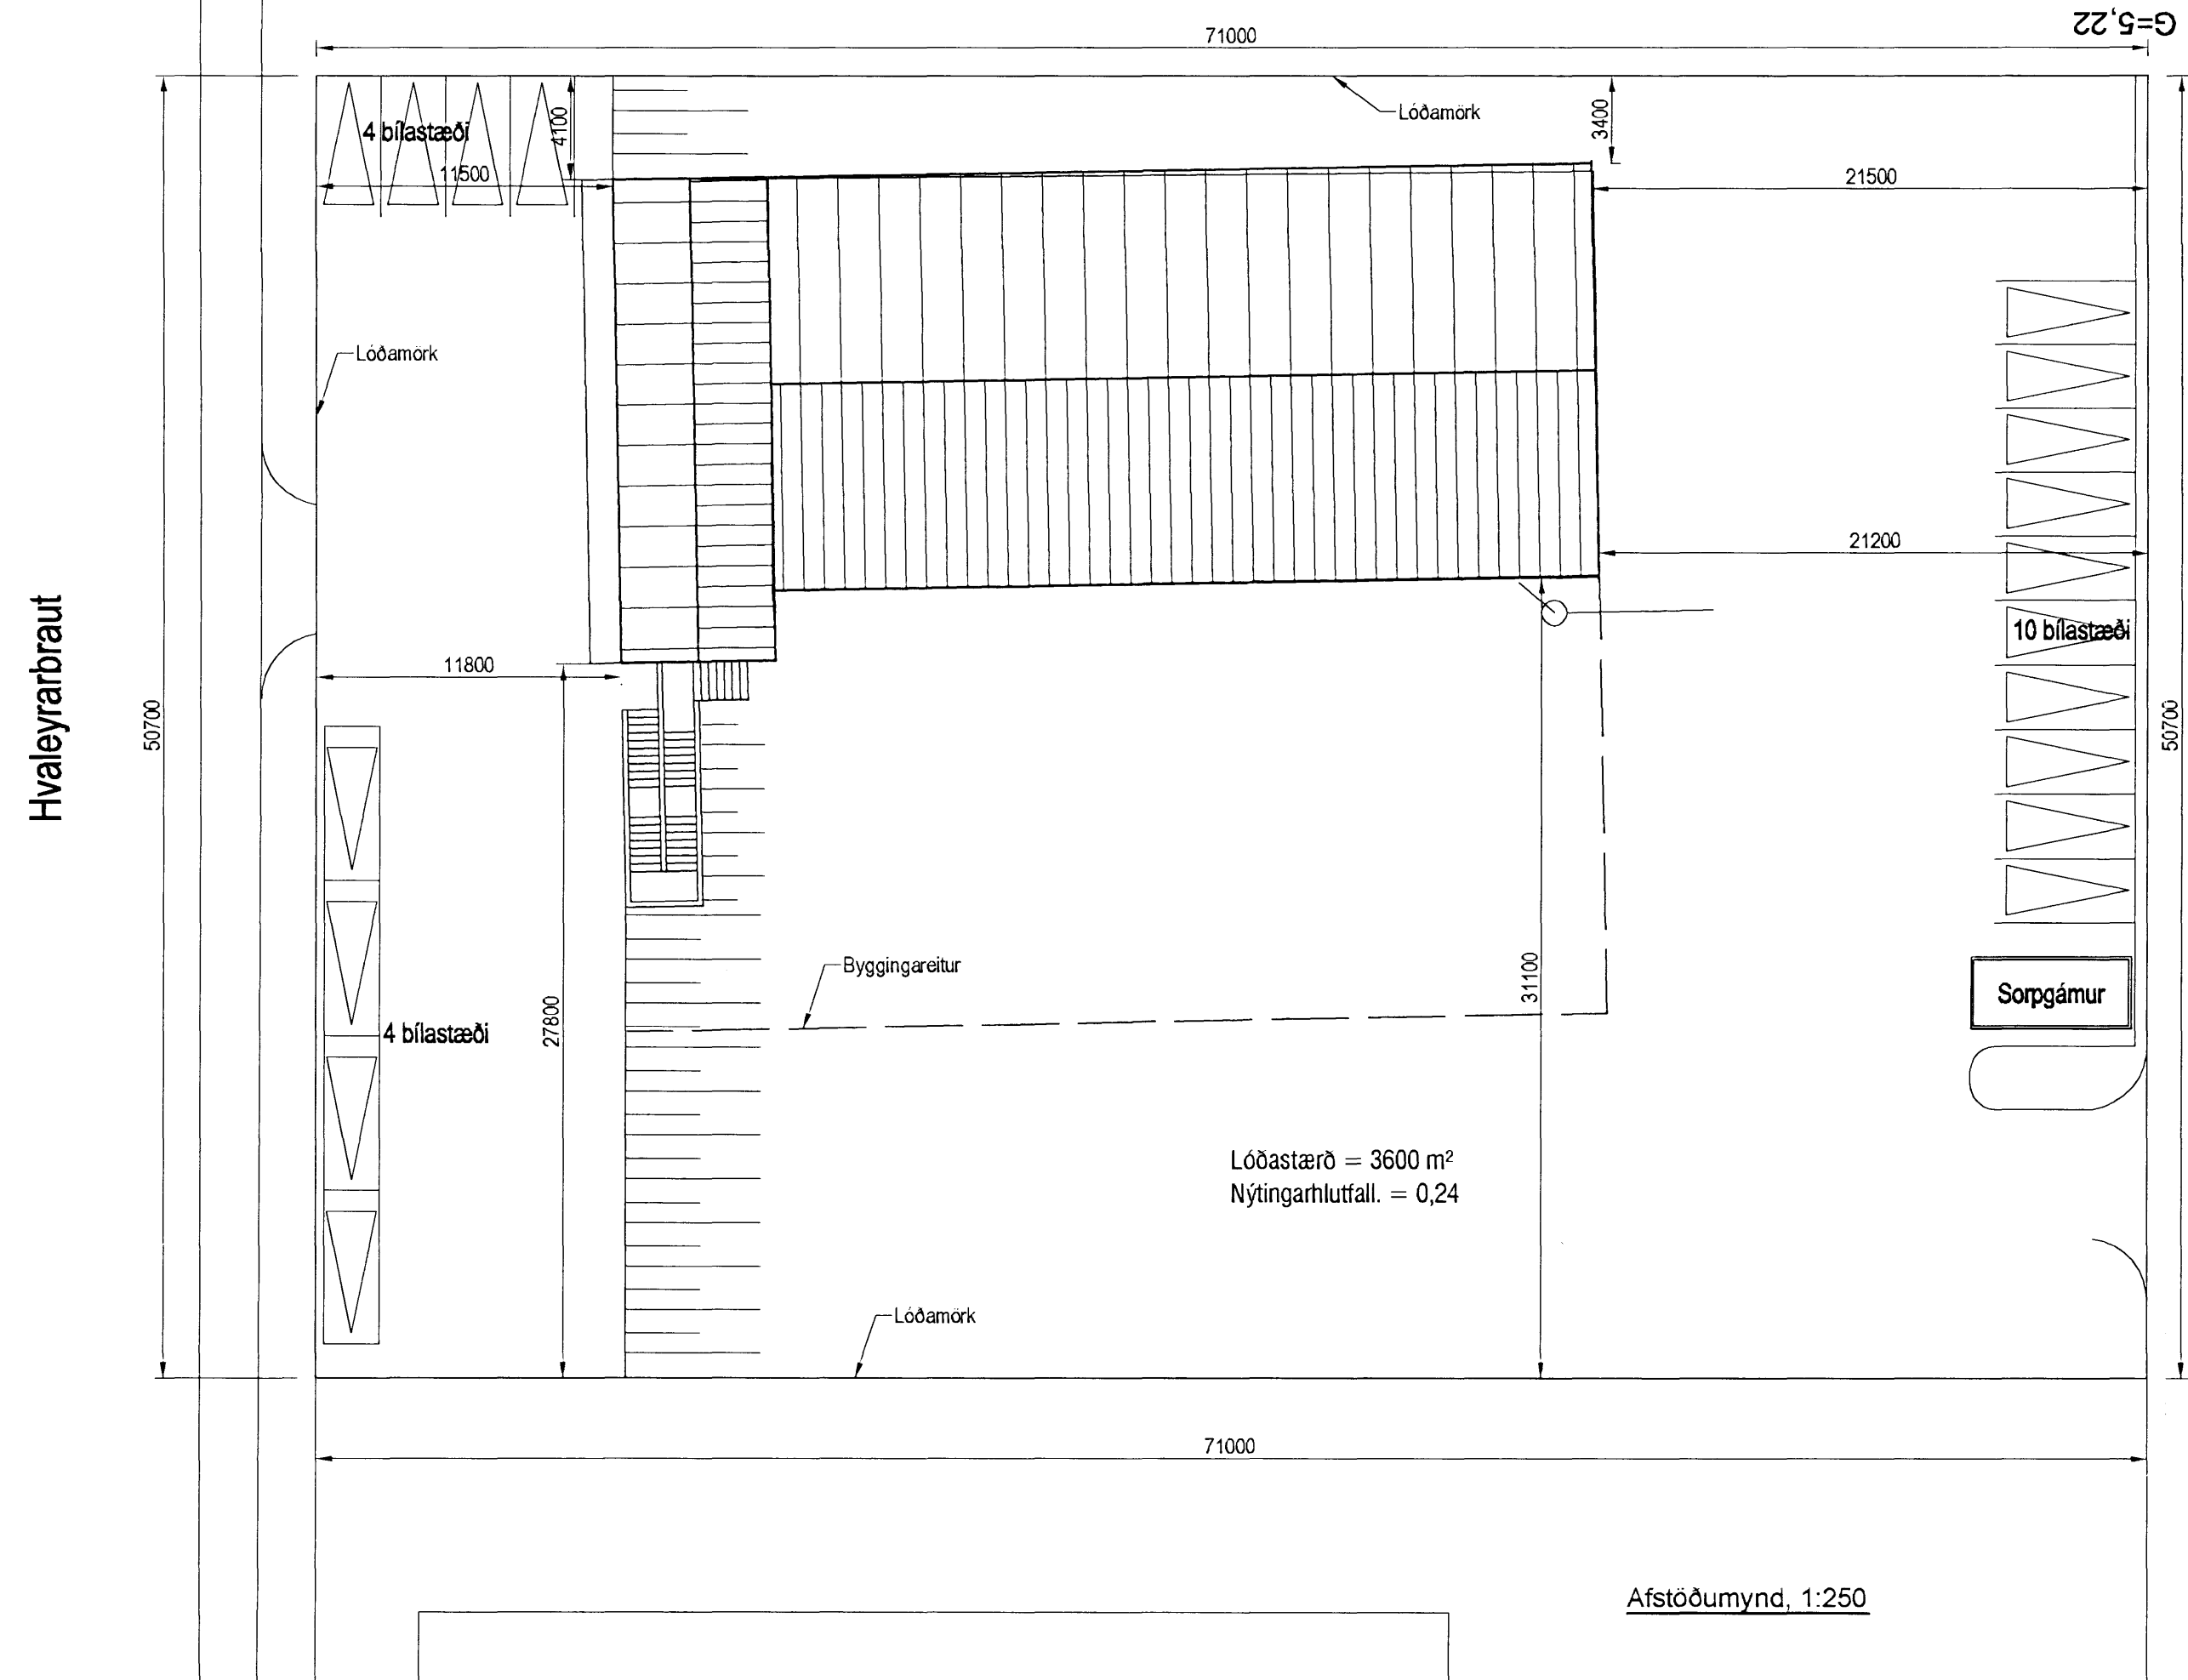 G=5,22
71000
Lóðamörk
3400
4100
4 bílastæði
11500
21500
Lóðamörk
21200
10 bílastæði
Hvaleyrarbraut
11800
50700
50700
Byggingareitur
31100
Sorpgámur
27800
4 bílastæði
Lóðastærð = 3600 m²
Nýtingarhlutfall. = 0,24
Lóðamörk
71000
Afstöðumynd, 1:250